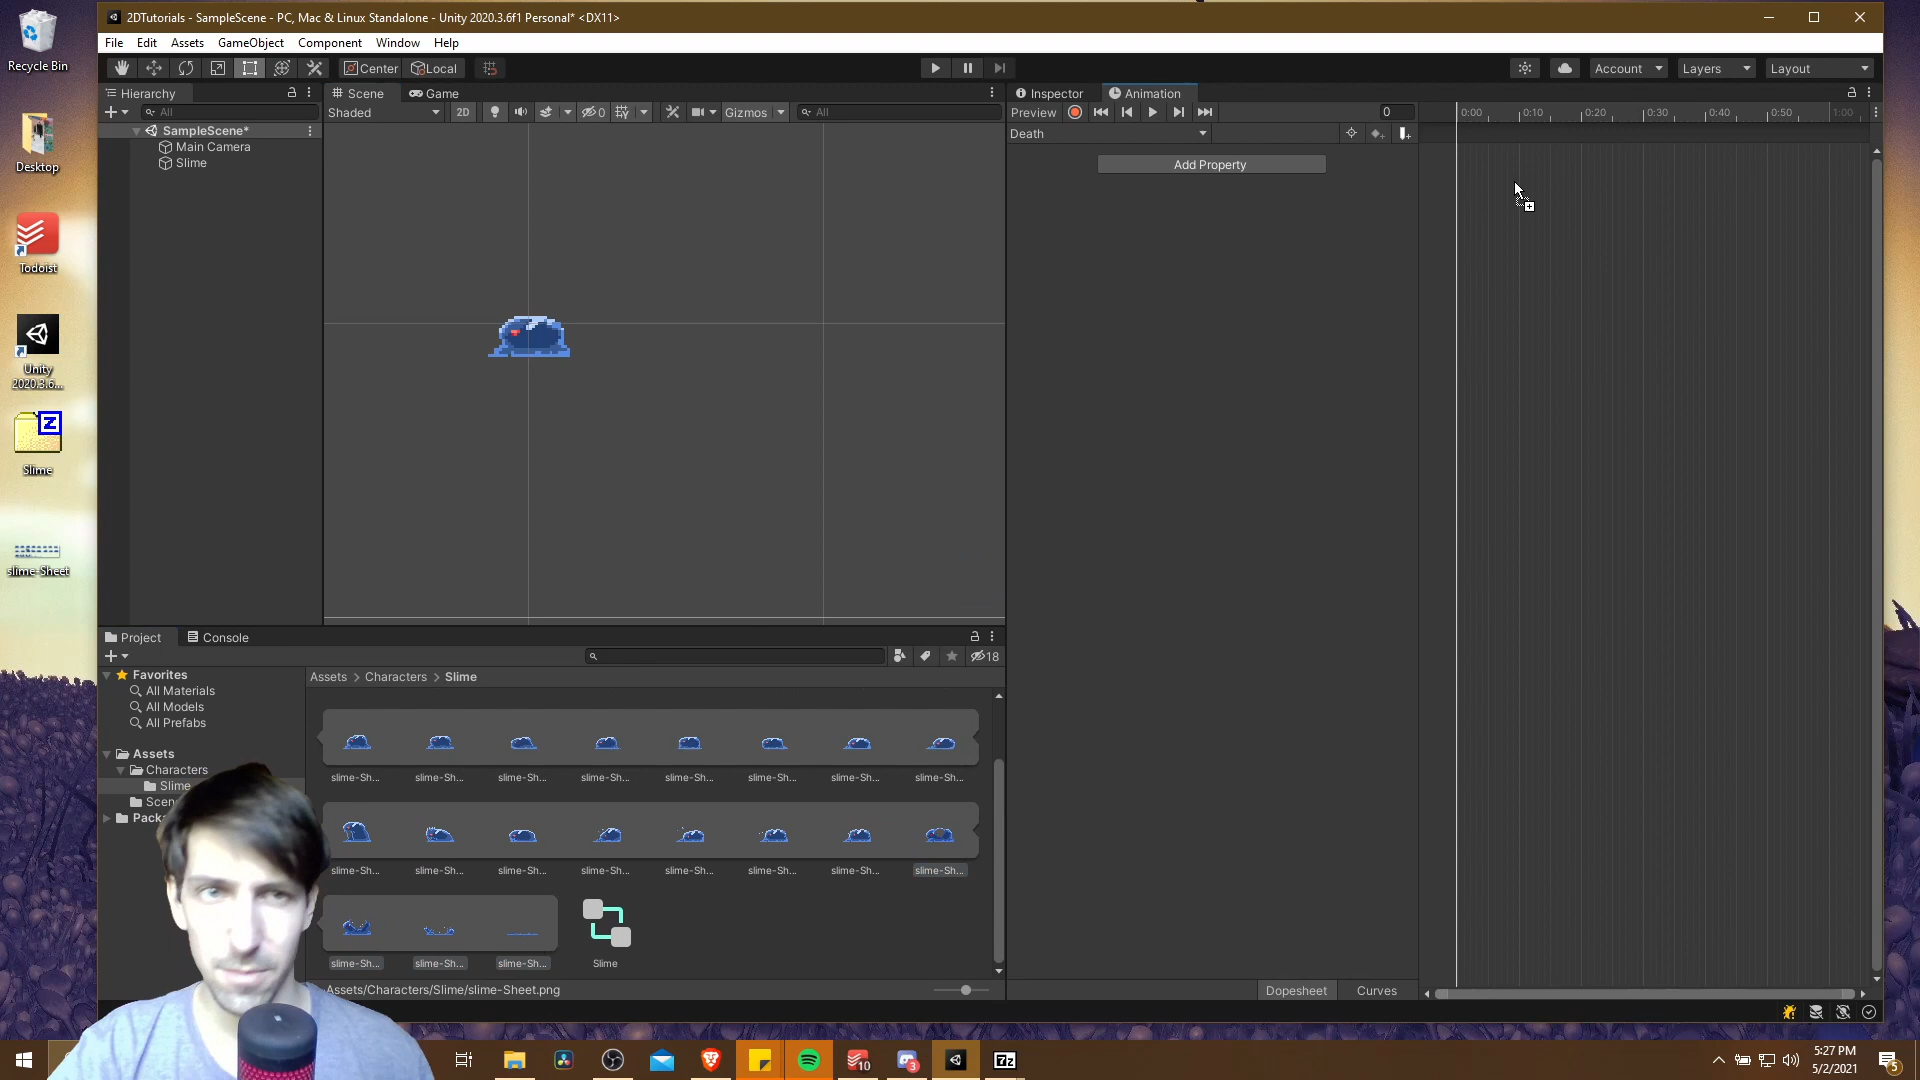 2DTutorials - SampleScene - PC, Mac & Linux Standalone - Unity 2020.3.6f1 Personal* <DX11>
File Edit Assets GameObject Component Window Help
Center Local
Account Layers Layout
Hierarchy
All
SampleScene*
Main Camera
Slime
Scene Game
Shaded 2D 0 Gizmos All
Inspector Animation
Preview 0
0:00 0:10 0:20 0:30 0:40 0:50 1:00
Death
Add Property
Dopesheet Curves
Project Console
18
Favorites
All Materials
All Models
All Prefabs
Assets
Characters
Slime
Assets > Characters > Slime
slime-Sh... slime-Sh... slime-Sh... slime-Sh... slime-Sh... slime-Sh... slime-Sh... slime-Sh...
slime-Sh... slime-Sh... slime-Sh... slime-Sh... slime-Sh... slime-Sh... slime-Sh... slime-Sh...
slime-Sh... slime-Sh... slime-Sh... Slime
Assets/Characters/Slime/slime-Sheet.png
Recycle Bin
Desktop
Todoist
Unity
2020.3.6...
Z
Slime
slime-Sheet
10
3
7z
5:27 PM
5/2/2021
5